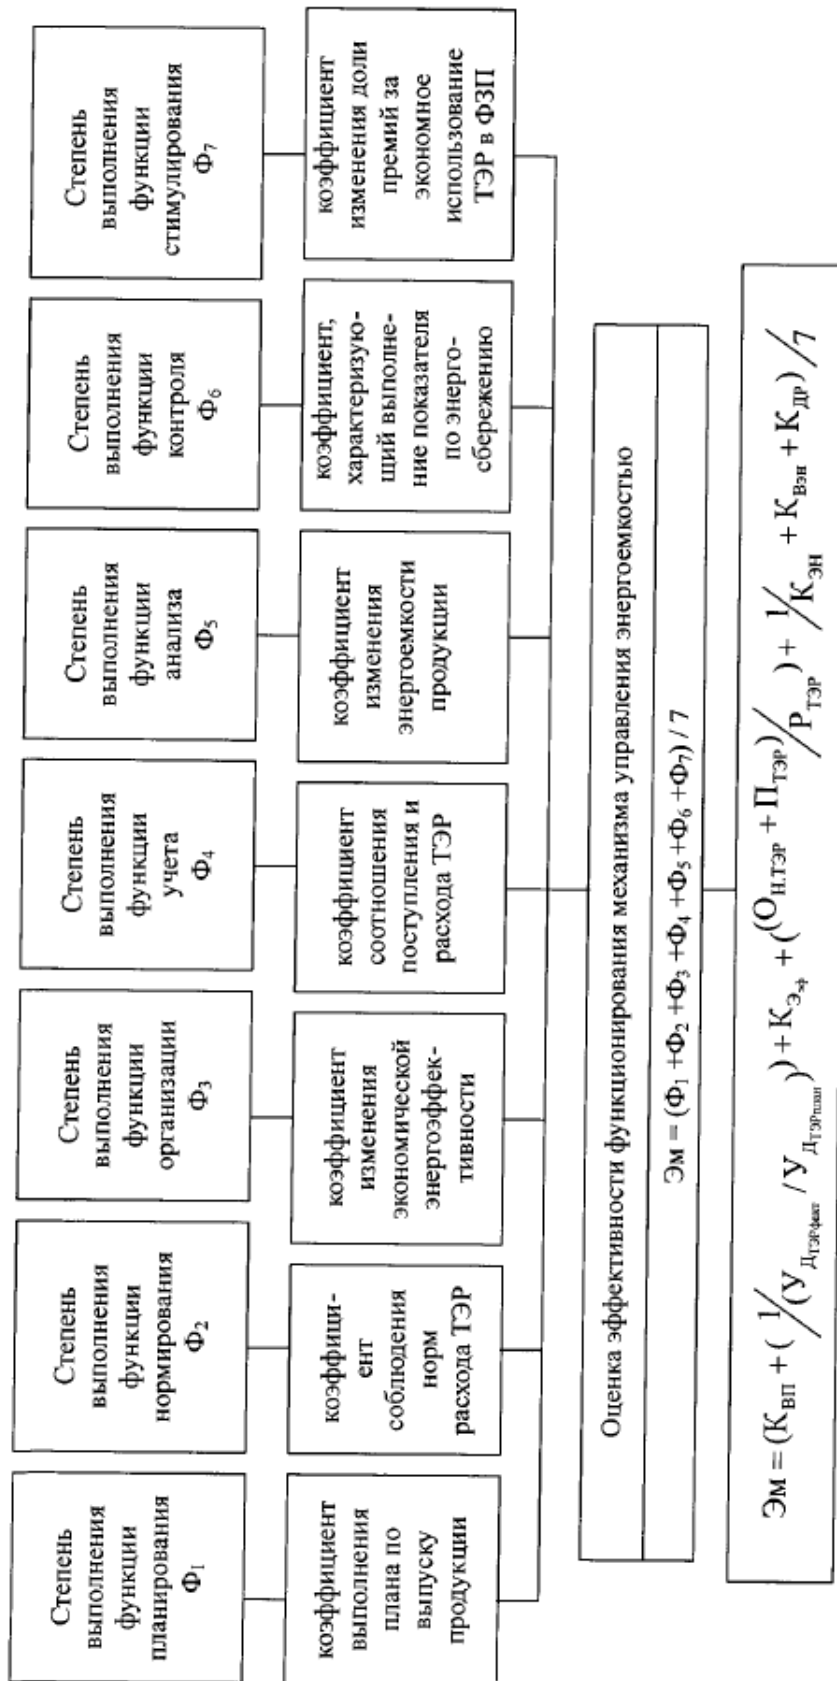 Степень
выполнения
функции
планирования
Ф1
Степень
выполнения
функции
нормирования
Ф2
Степень
выполнения
функции
организации
Ф3
Степень
выполнения
функции
учета
Ф4
Степень
выполнения
функции
анализа
Ф5
Степень
выполнения
функции
контроля
Ф6
Степень
выполнения
функции
стимулирования
Ф7
коэффициент
выполнения
плана по
выпуску
продукции
коэффици-
ент
соблюдения
норм
расхода ТЭР
коэффициент
изменения
экономической
энергоэффек-
тивности
коэффициент
соотношения
поступления и
расхода ТЭР
коэффициент
изменения
энергоемкости
продукции
коэффициент,
характеризую-
щий выполне-
ние показателя
по энерго-
сбережению
коэффициент
изменения доли
премий за
экономное
использование
ТЭР в ФЗП
Оценка эффективности функционирования механизма управления энергоемкостью
Эм = (Ф1 +Ф2 +Ф3 +Ф4 +Ф5 +Ф6 +Ф7) / 7
Эм = (КВП + ( 1/(УДТЭРфакт /УДТЭРплан )) + КЭэф + ((ОН.ТЭР + ПТЭР)/РТЭР ) + 1/КЭН + КВэн + КДР) /7